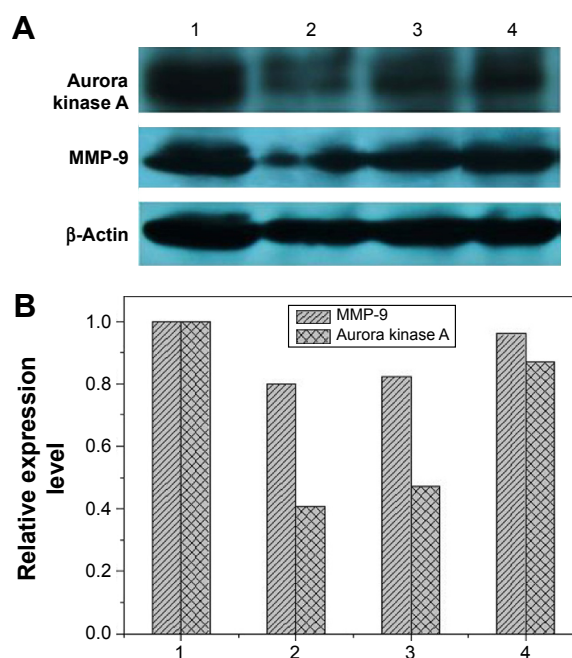 A
1 2 3 4
Aurora
kinase A
MMP-9
β-Actin
B
MMP-9
Aurora kinase A
Relative expression
level
1.0
0.8
0.6
0.4
0.2
0.0
1 2 3 4